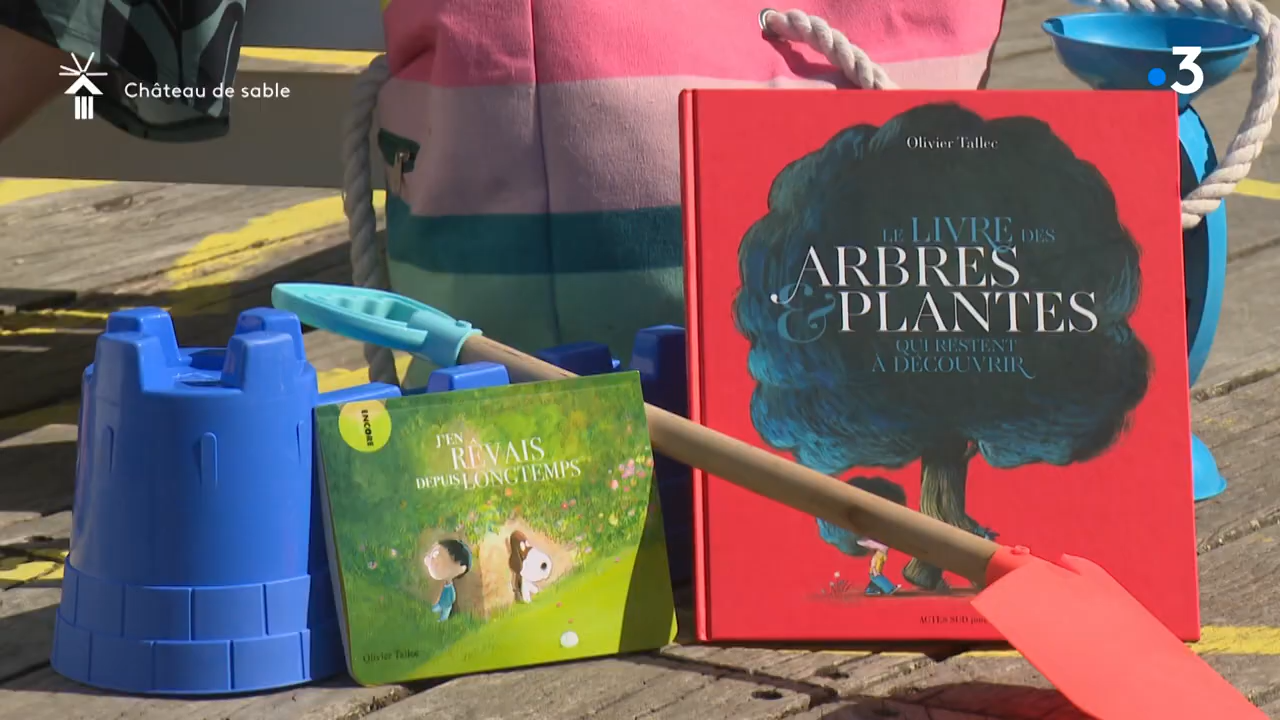 Château de sable
3
Olivier Tallec
LE LIVRE DES
ARBRES
& PLANTES
QUI RESTENT
À DÉCOUVRIR
ACTES SUD
ENCORE
J'EN
RÊVAIS
DEPUIS LONGTEMPS
Olivier Tallec